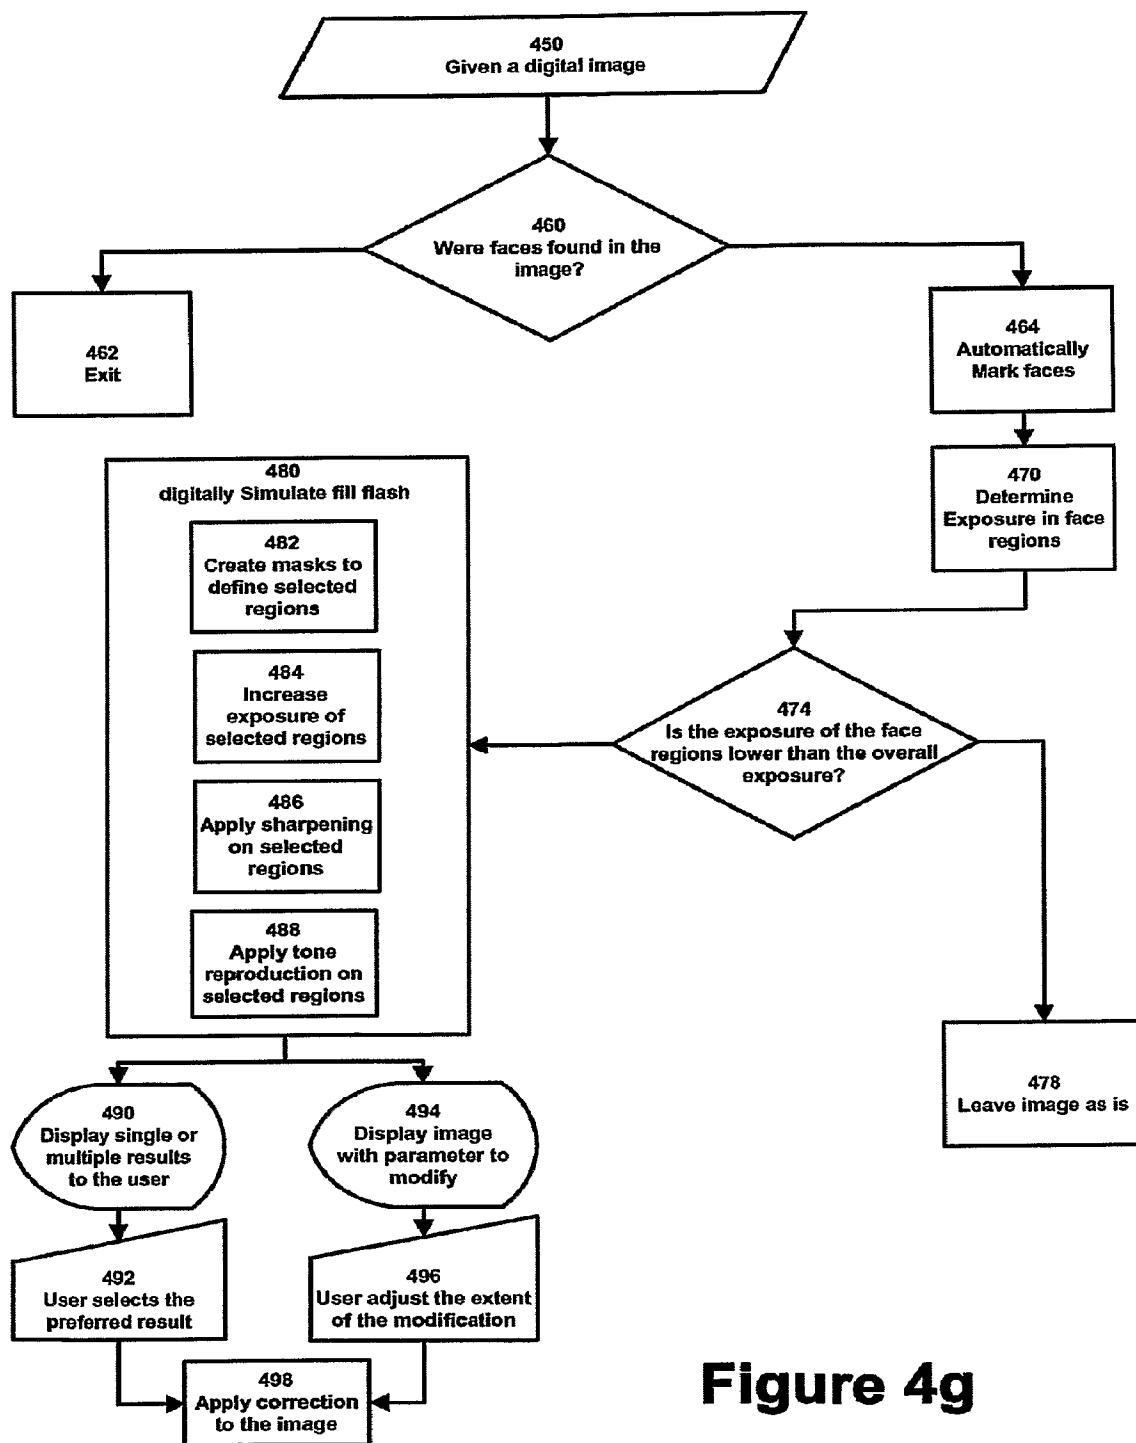 450
Given a digital image
460
Were faces found in the
image?
462
Exit
464
Automatically
Mark faces
470
Determine
Exposure in face
regions
474
Is the exposure of the face
regions lower than the overall
exposure?
478
Leave image as is
480
digitally Simulate fill flash
482
Create masks to
define selected
regions
484
Increase
exposure of
selected regions
486
Apply sharpening
on selected
regions
488
Apply tone
reproduction on
selected regions
490
Display single or
multiple results
to the user
494
Display image
with parameter to
modify
492
User selects the
preferred result
496
User adjust the extent
of the modification
498
Apply correction
to the image
Figure 4g